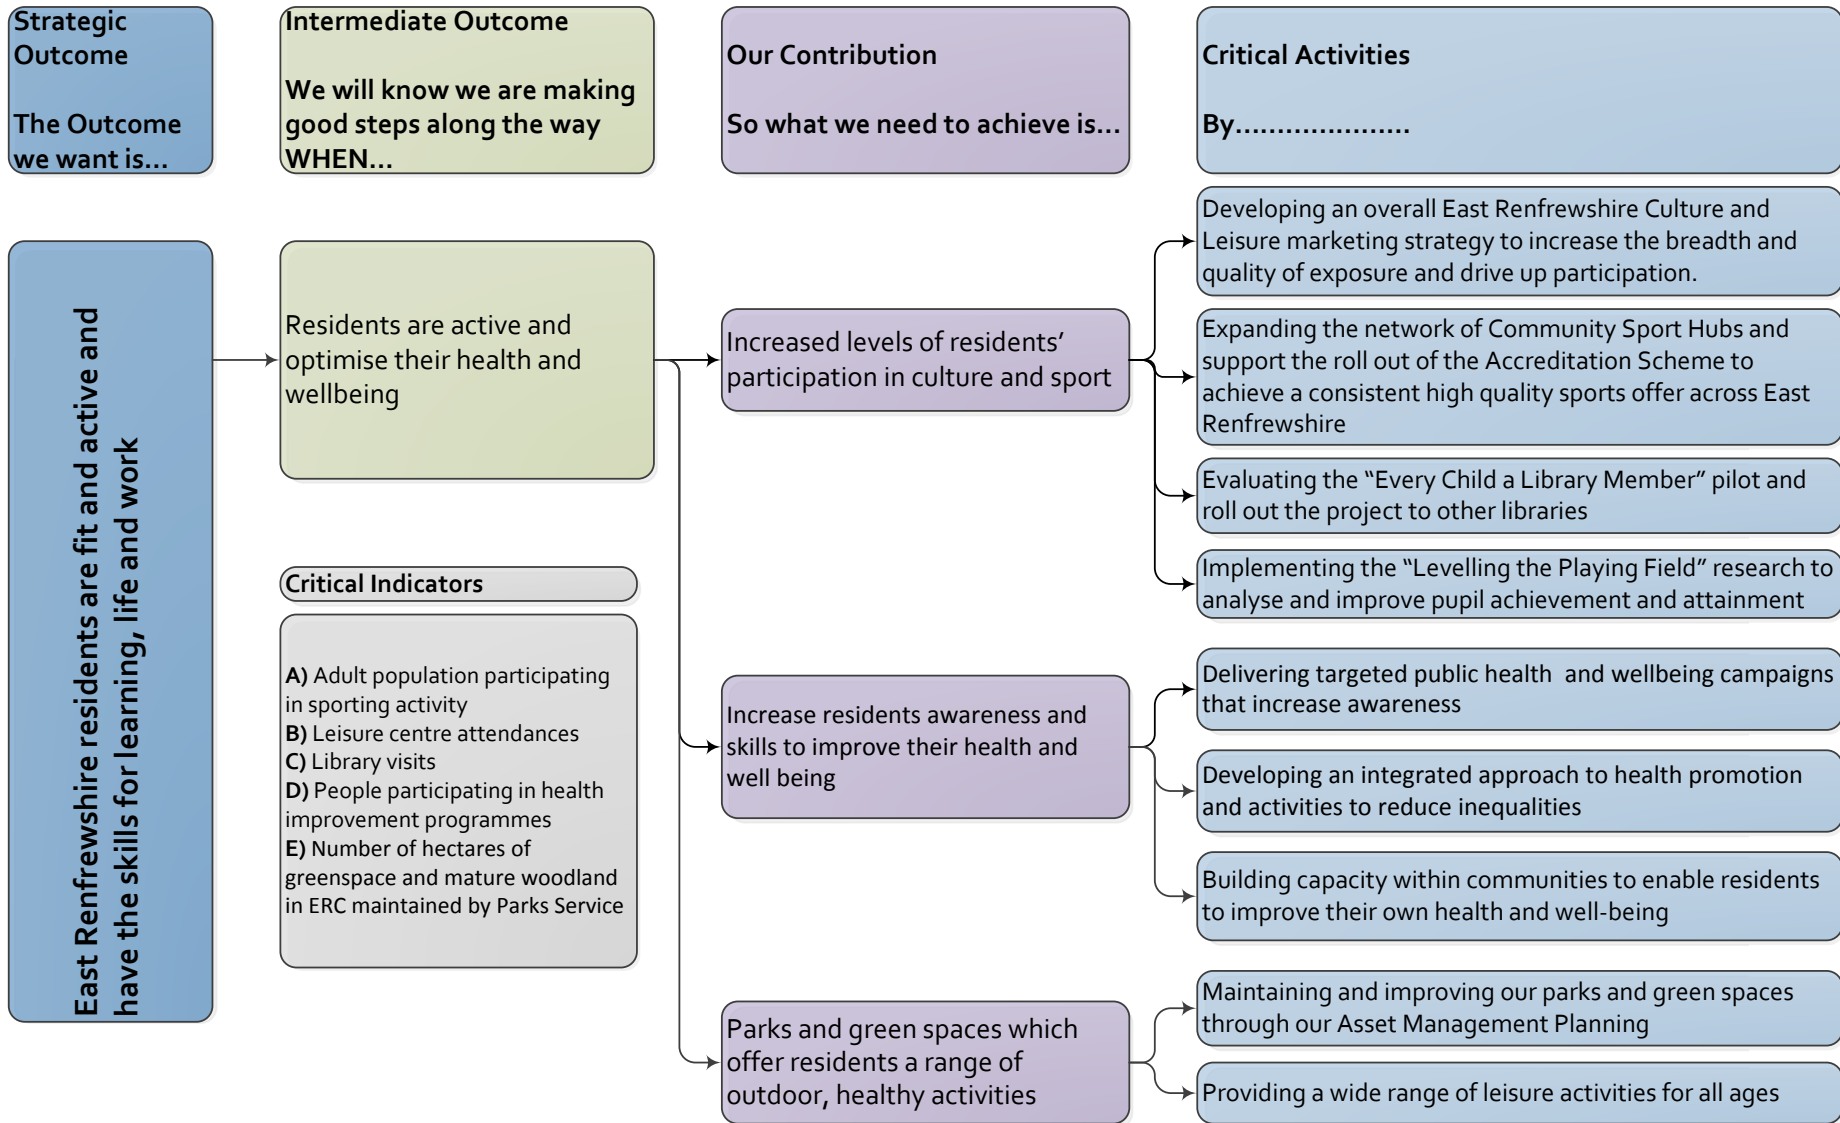 Strategic
Outcome
The Outcome
we want is...
Intermediate Outcome
We will know we are making
good steps along the way
WHEN...
Our Contribution
So what we need to achieve is...
Critical Activities
By.....................
East Renfrewshire residents are fit and active and
have the skills for learning, life and work
Residents are active and
optimise their health and
wellbeing
Critical Indicators
A) Adult population participating
in sporting activity
B) Leisure centre attendances
C) Library visits
D) People participating in health
improvement programmes
E) Number of hectares of
greenspace and mature woodland
in ERC maintained by Parks Service
Increased levels of residents’
participation in culture and sport
Developing an overall East Renfrewshire Culture and
Leisure marketing strategy to increase the breadth and
quality of exposure and drive up participation.
Expanding the network of Community Sport Hubs and
support the roll out of the Accreditation Scheme to
achieve a consistent high quality sports offer across East
Renfrewshire
Evaluating the “Every Child a Library Member” pilot and
roll out the project to other libraries
Implementing the “Levelling the Playing Field” research to
analyse and improve pupil achievement and attainment
Increase residents awareness and
skills to improve their health and
well being
Delivering targeted public health and wellbeing campaigns
that increase awareness
Developing an integrated approach to health promotion
and activities to reduce inequalities
Building capacity within communities to enable residents
to improve their own health and well-being
Parks and green spaces which
offer residents a range of
outdoor, healthy activities
Maintaining and improving our parks and green spaces
through our Asset Management Planning
Providing a wide range of leisure activities for all ages